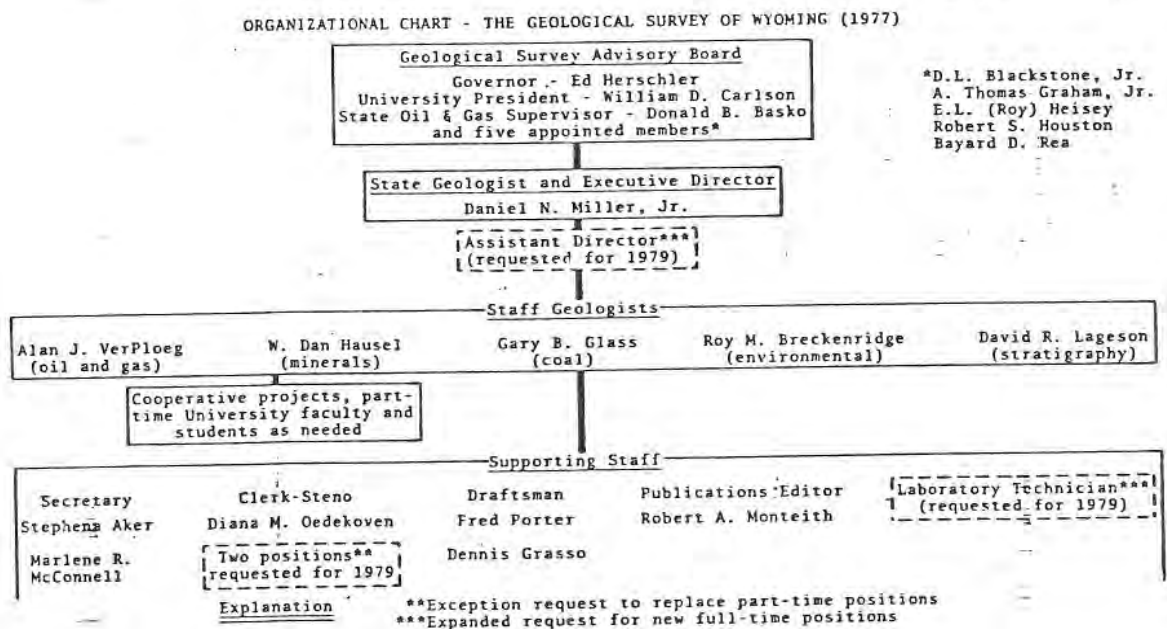 ORGANIZATIONAL CHART - THE GEOLOGICAL SURVEY OF WYOMING (1977)
Geological Survey Advisory Board
Governor - Ed Herschler
University President - William D. Carlson
State Oil & Gas Supervisor - Donald B. Basko
and five appointed members*
*D.L. Blackstone, Jr.
A. Thomas Graham, Jr.
E.L. (Roy) Heisey
Robert S. Houston
Bayard D. Rea
State Geologist and Executive Director
Daniel N. Miller, Jr.
Assistant Director***
(requested for 1979)
Staff Geologists
Alan J. VerPloeg
(oil and gas)
W. Dan Hausel
(minerals)
Gary B. Glass
(coal)
Roy M. Breckenridge
(environmental)
David R. Lageson
(stratigraphy)
Cooperative projects, part-
time University faculty and
students as needed
Supporting Staff
Secretary
Stephena Aker
Marlene R.
McConnell
Clerk-Steno
Diana M. Oedekoven
Two positions**
requested for 1979
Draftsman
Fred Porter
Dennis Grasso
Publications Editor
Robert A. Monteith
Laboratory Technician***
(requested for 1979)
Explanation
**Exception request to replace part-time positions
***Expanded request for new full-time positions